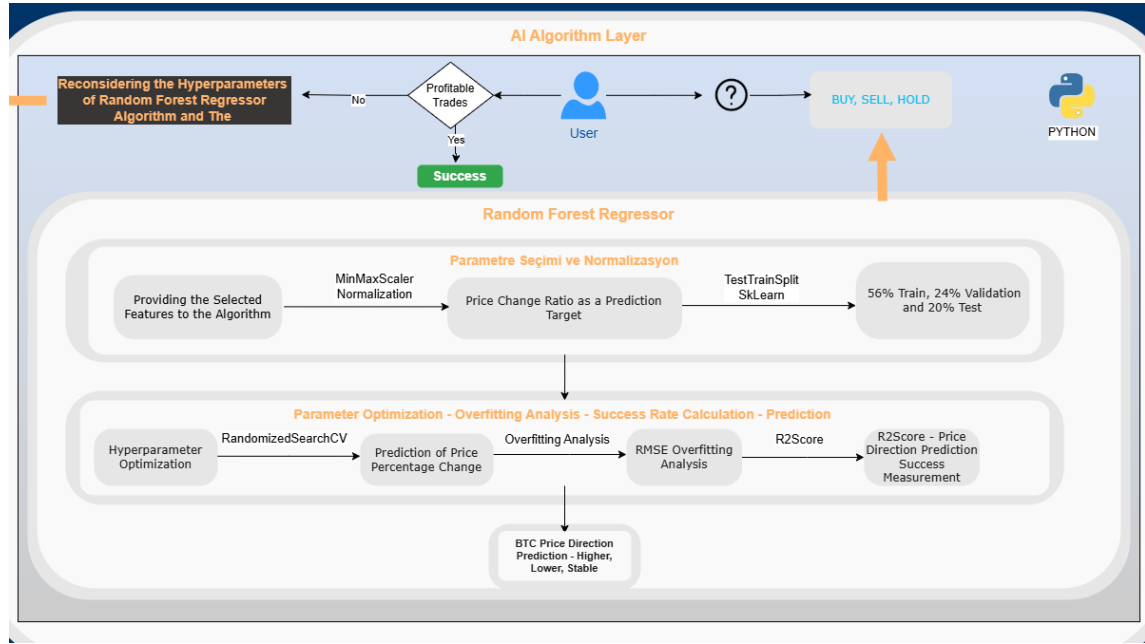 AI Algorithm Layer
Reconsidering the Hyperparameters
of Random Forest Regressor
Algorithm and The
No
Profitable
Trades
Yes
Success
User
?
BUY, SELL, HOLD
PYTHON
Random Forest Regressor
Parametre Seçimi ve Normalizasyon
Providing the Selected
Features to the Algorithm
MinMaxScaler
Normalization
Price Change Ratio as a Prediction
Target
TestTrainSplit
SkLearn
56% Train, 24% Validation
and 20% Test
Parameter Optimization - Overfitting Analysis - Success Rate Calculation - Prediction
Hyperparameter
Optimization
RandomizedSearchCV
Prediction of Price
Percentage Change
Overfitting Analysis
RMSE Overfitting
Analysis
R2Score
R2Score - Price
Direction Prediction
Success
Measurement
BTC Price Direction
Prediction - Higher,
Lower, Stable